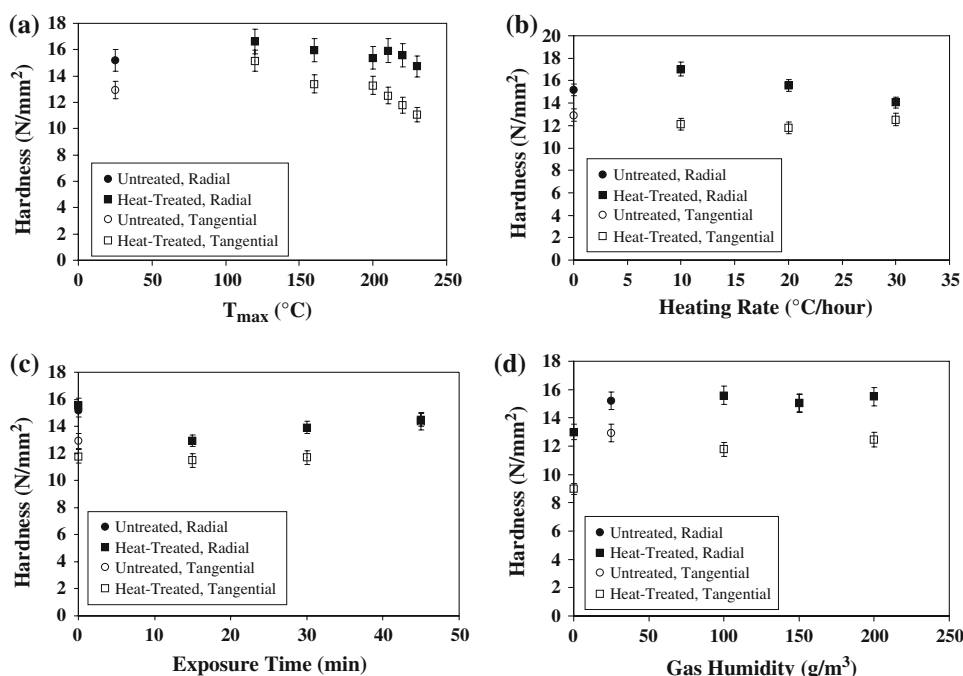 (a)
18
16
14
12
10
8
6
4
2
0
Hardness (N/mm²)
Untreated, Radial
Heat-Treated, Radial
Untreated, Tangential
Heat-Treated, Tangential
0 50 100 150 200 250
T_max (°C)
(b)
20
18
16
14
12
10
8
6
4
2
0
Hardness (N/mm²)
Untreated, Radial
Heat-Treated, Radial
Untreated, Tangential
Heat-Treated, Tangential
0 5 10 15 20 25 30 35
Heating Rate (°C/hour)
(c)
18
16
14
12
10
8
6
4
2
0
Hardness (N/mm²)
Untreated, Radial
Heat-Treated, Radial
Untreated, Tangential
Heat-Treated, Tangential
0 10 20 30 40 50
Exposure Time (min)
(d)
18
16
14
12
10
8
6
4
2
0
Hardness (N/mm²)
Untreated, Radial
Heat-Treated, Radial
Untreated, Tangential
Heat-Treated, Tangential
0 50 100 150 200 250
Gas Humidity (g/m³)